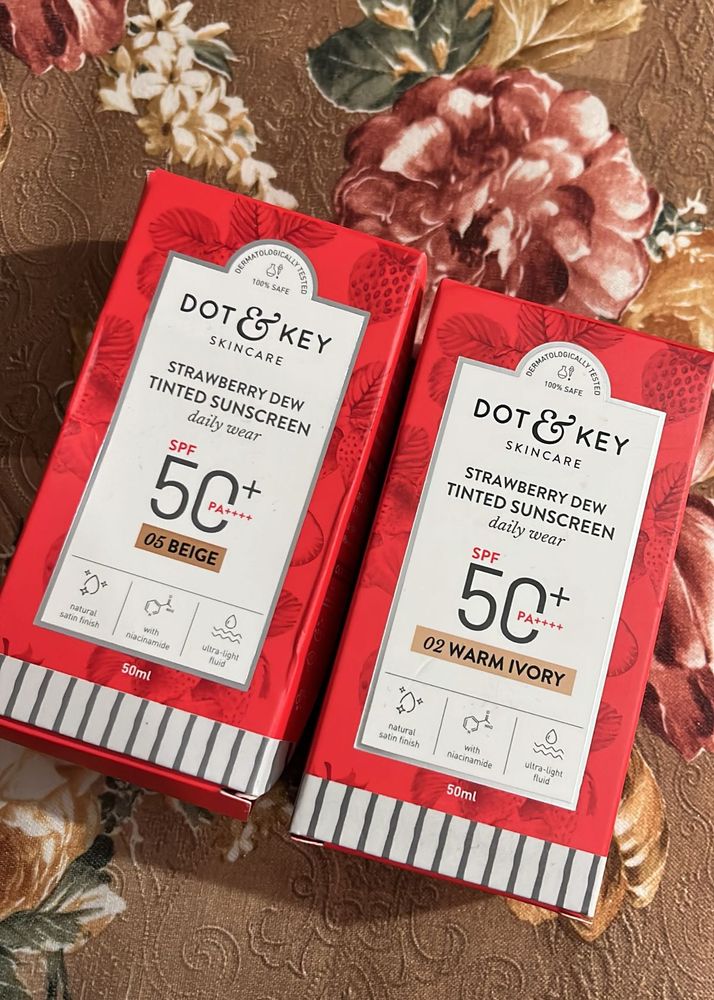 DERMATOLOGICALLY TESTED
100% SAFE
DOT & KEY
SKINCARE
STRAWBERRY DEW
TINTED SUNSCREEN
daily wear
SPF
50+
PA++++
05 BEIGE
natural
satin finish
with
niacinamide
ultra-light
fluid
50ml
DERMATOLOGICALLY TESTED
100% SAFE
DOT & KEY
SKINCARE
STRAWBERRY DEW
TINTED SUNSCREEN
daily wear
SPF
50+
PA++++
02 WARM IVORY
natural
satin finish
with
niacinamide
ultra-light
fluid
50ml